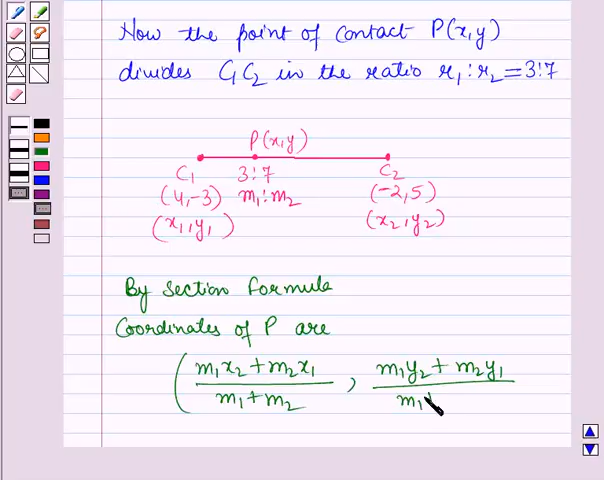 Now the point of contact P(x,y)
divides C₁C₂ in the ratio r₁:r₂=3:7
P(x,y)
C₁ 3:7 C₂
(4,-3) m₁:m₂ (-2,5)
(x₁,y₁) (x₂,y₂)
By Section Formula
Coordinates of P are
( m₁x₂+m₂x₁ , m₁y₂+m₂y₁
m₁+m₂ m₁